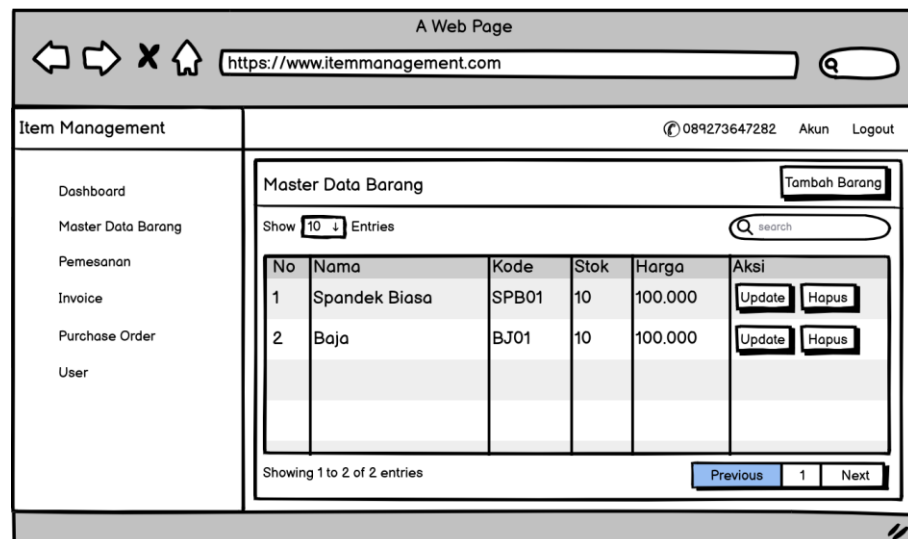 A Web Page
https://www.itemmanagement.com
Item Management
089273647282 Akun Logout
Dashboard
Master Data Barang
Pemesanan
Invoice
Purchase Order
User
Master Data Barang Tambah Barang
Show 10 ↓ Entries search
No Nama Kode Stok Harga Aksi
1 Spandek Biasa SPB01 10 100.000 Update Hapus
2 Baja BJ01 10 100.000 Update Hapus
Showing 1 to 2 of 2 entries Previous 1 Next